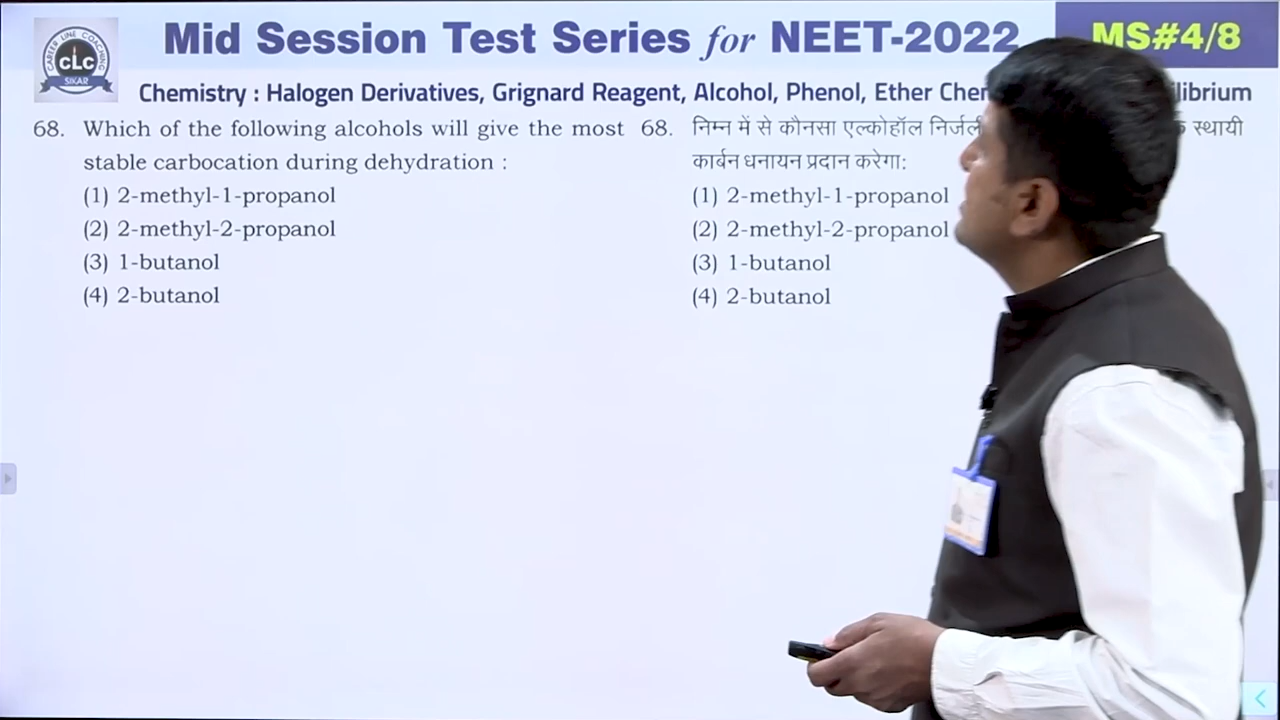 Mid Session Test Series for NEET-2022
MS#4/8
CAREER LINE COACHING
CLC
SIKAR
Chemistry : Halogen Derivatives, Grignard Reagent, Alcohol, Phenol, Ether
68. Which of the following alcohols will give the most
stable carbocation during dehydration :
(1) 2-methyl-1-propanol
(2) 2-methyl-2-propanol
(3) 1-butanol
(4) 2-butanol
68. निम्न में से कौनसा एल्कोहॉल स्थायी
कार्बन धनायन प्रदान करेगा:
(1) 2-methyl-1-propanol
(2) 2-methyl-2-propanol
(3) 1-butanol
(4) 2-butanol